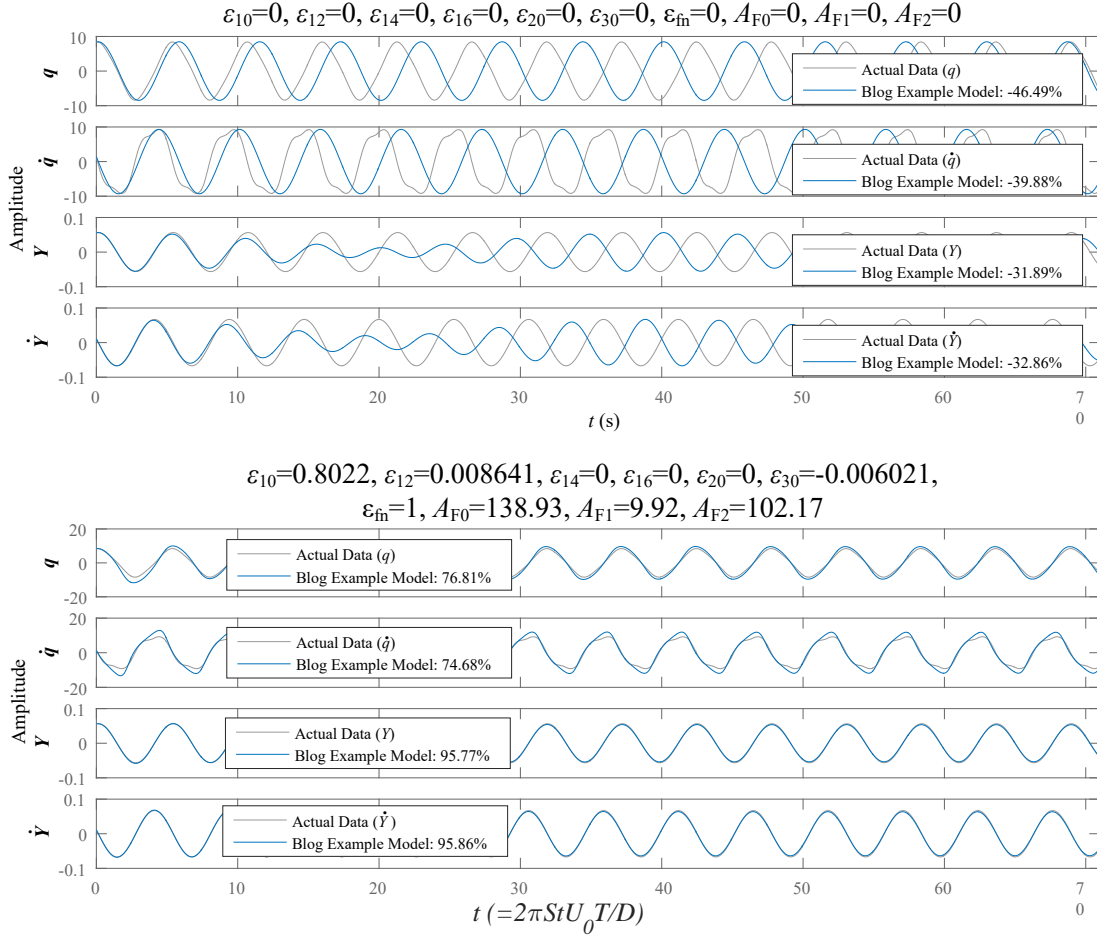 ε10=0, ε12=0, ε14=0, ε16=0, ε20=0, ε30=0, εfn=0, AF0=0, AF1=0, AF2=0
10
0
-10
q
Actual Data (q)
Blog Example Model: -46.49%
10
0
-10
q̇
Actual Data (q̇)
Blog Example Model: -39.88%
Amplitude
0.1
0
-0.1
Y
Actual Data (Y)
Blog Example Model: -31.89%
0.1
0
-0.1
Ẏ
Actual Data (Ẏ)
Blog Example Model: -32.86%
0 10 20 30 40 50 60 7
0
t (s)
ε10=0.8022, ε12=0.008641, ε14=0, ε16=0, ε20=0, ε30=-0.006021,
εfn=1, AF0=138.93, AF1=9.92, AF2=102.17
20
0
-20
q
Actual Data (q)
Blog Example Model: 76.81%
20
0
-20
q̇
Actual Data (q̇)
Blog Example Model: 74.68%
Amplitude
0.1
0
-0.1
Y
Actual Data (Y)
Blog Example Model: 95.77%
0.1
0
-0.1
Ẏ
Actual Data (Ẏ)
Blog Example Model: 95.86%
0 10 20 30 40 50 60 7
0
t (=2πStU0T/D)